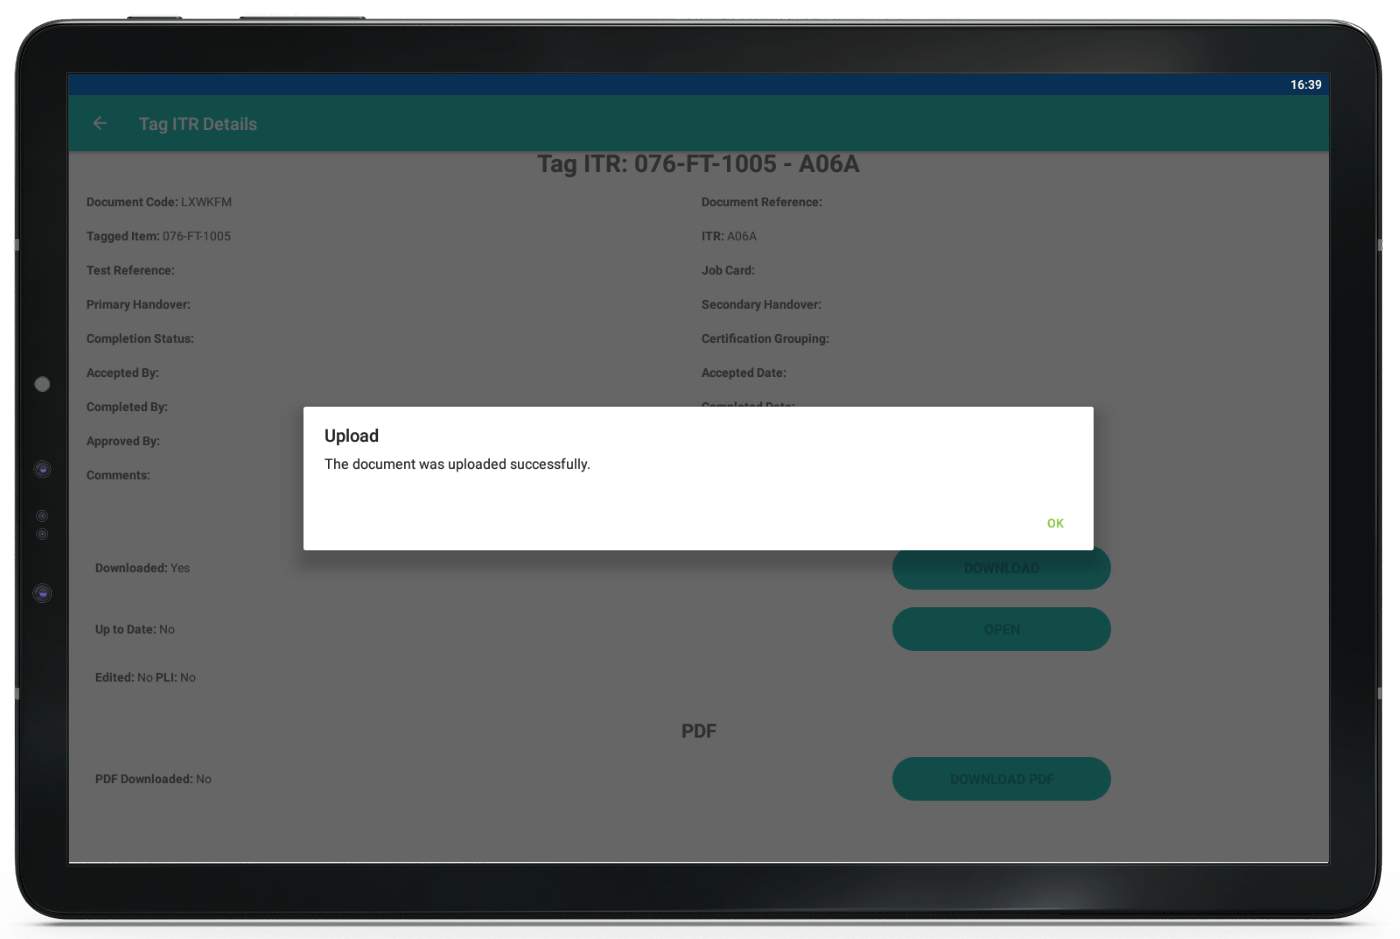 16:39
Tag ITR Details
Tag ITR: 076-FT-1005 - A06A
Document Code: LXWKFM
Document Reference:
Tagged Item: 076-FT-1005
ITR: A06A
Test Reference:
Job Card:
Primary Handover:
Secondary Handover:
Completion Status:
Certification Grouping:
Accepted By:
Accepted Date:
Completed By:
Completed Date:
Approved By:
Comments:
Upload
The document was uploaded successfully.
OK
Downloaded: Yes
DOWNLOAD
Up to Date: No
OPEN
Edited: No PLI: No
PDF
PDF Downloaded: No
DOWNLOAD PDF